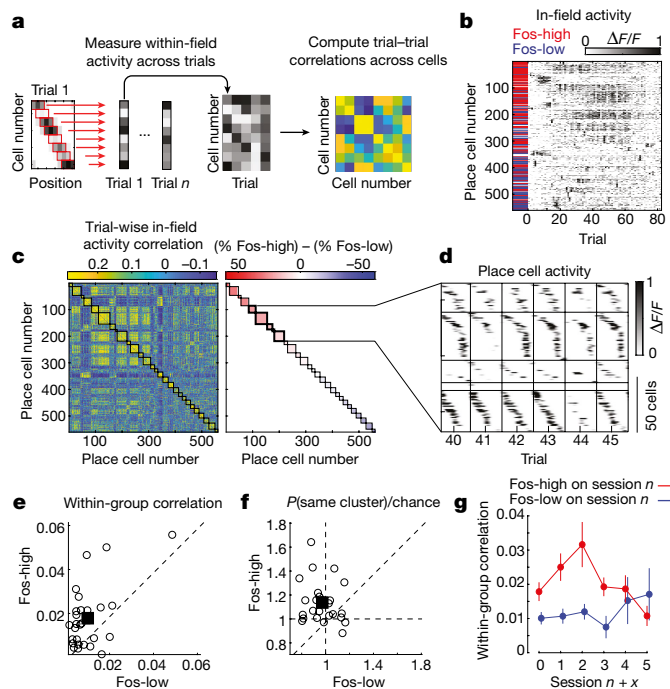 a
Measure within-field
activity across trials
Compute trial–trial
correlations across cells
Trial 1
Cell number
Position
...
Trial 1
Trial n
Cell number
Trial
Cell number
b
In-field activity
Fos-high
Fos-low
ΔF/F
0
1
Place cell number
100
200
300
400
500
0
20
40
60
80
Trial
c
Trial-wise in-field
activity correlation
0.2
0.1
0
−0.1
(% Fos-high) − (% Fos-low)
50
0
−50
Place cell number
100
200
300
500
100
300
500
Place cell number
100
200
300
500
100
300
500
Place cell number
d
Place cell activity
1
0
ΔF/F
50 cells
40
41
42
43
44
45
Trial
e
Within-group correlation
0.06
0.04
0.02
0
Fos-high
0
0.02
0.04
0.06
Fos-low
f
P(same cluster)/chance
1.8
1.6
1.4
1.2
1
Fos-high
1
1.4
1.8
Fos-low
g
Fos-high on session n
Fos-low on session n
Within-group correlation
0.04
0.03
0.02
0.01
0
0
1
2
3
4
5
Session n + x